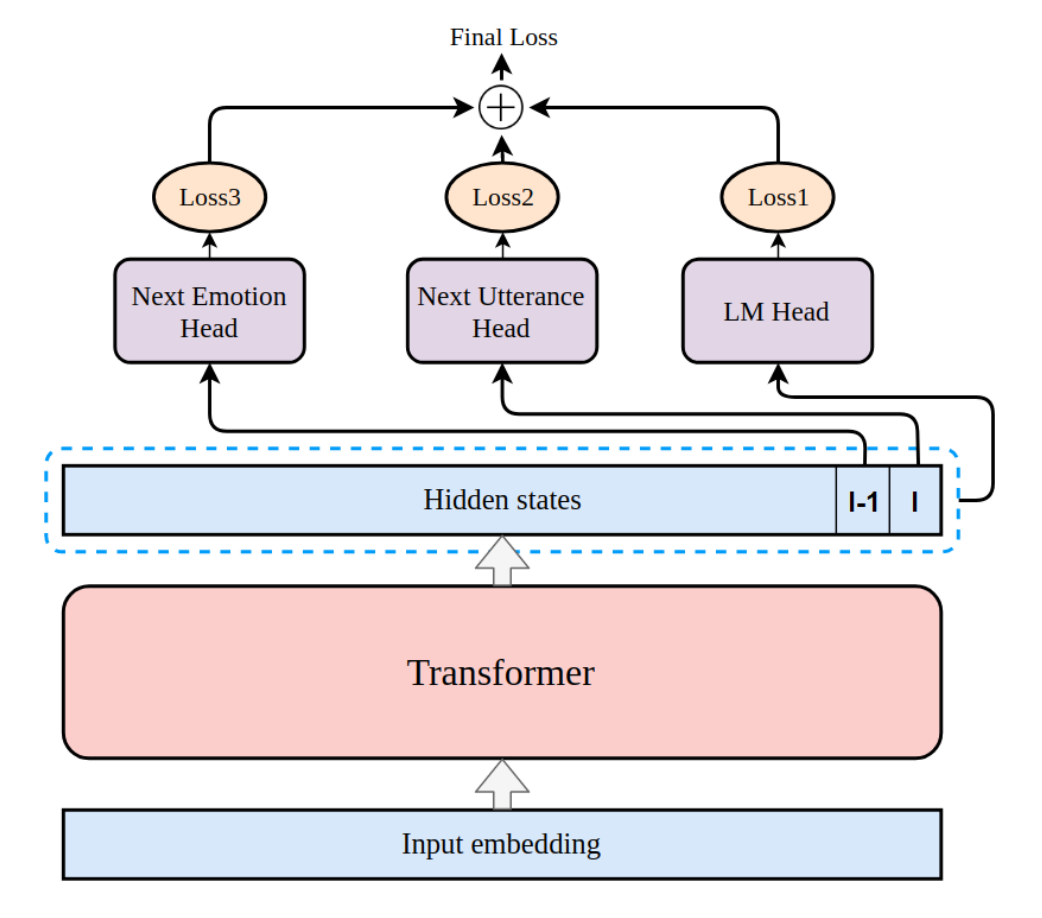 Final Loss
+
Loss3
Loss2
Loss1
Next Emotion
Head
Next Utterance
Head
LM Head
Hidden states
l-1
l
Transformer
Input embedding